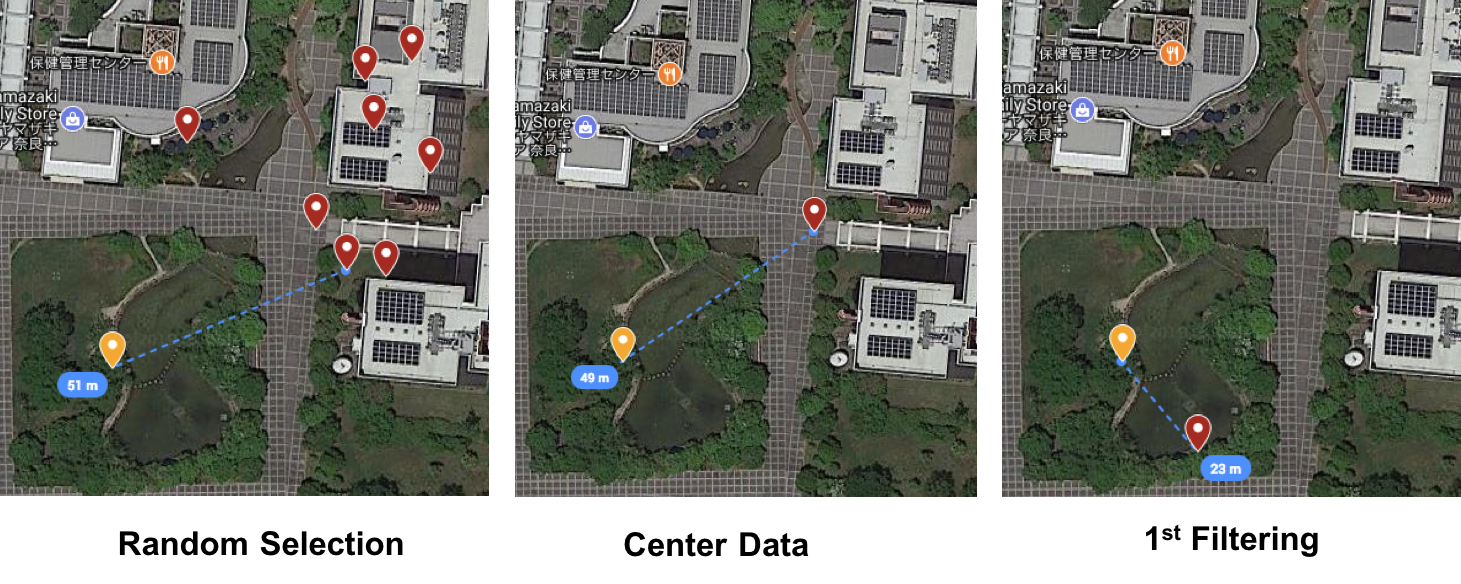 保健管理センター
amazaki
ily Store
ヤマザキ
ア 奈良…
51 m
Random Selection
保健管理センター
amazaki
ily Store
ヤマザキ
ア 奈良…
49 m
Center Data
保健管理センター
amazaki
ily Store
ヤマザキ
ア 奈良…
23 m
1st Filtering